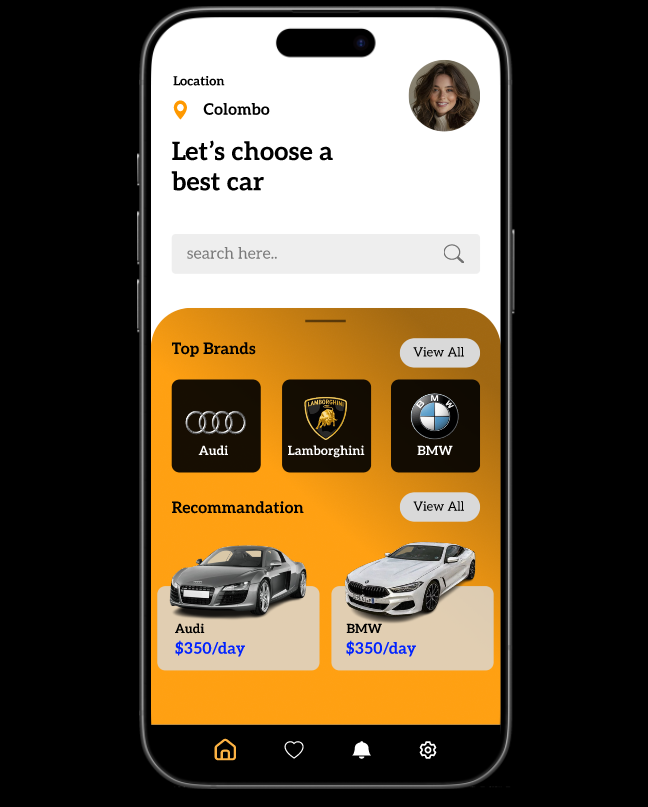 Location
Colombo
Let's choose a
best car
search here..
Top Brands
View All
LAMBORGHINI
BMW
Audi
Lamborghini
BMW
Recommandation
View All
Audi
$350/day
BMW
$350/day